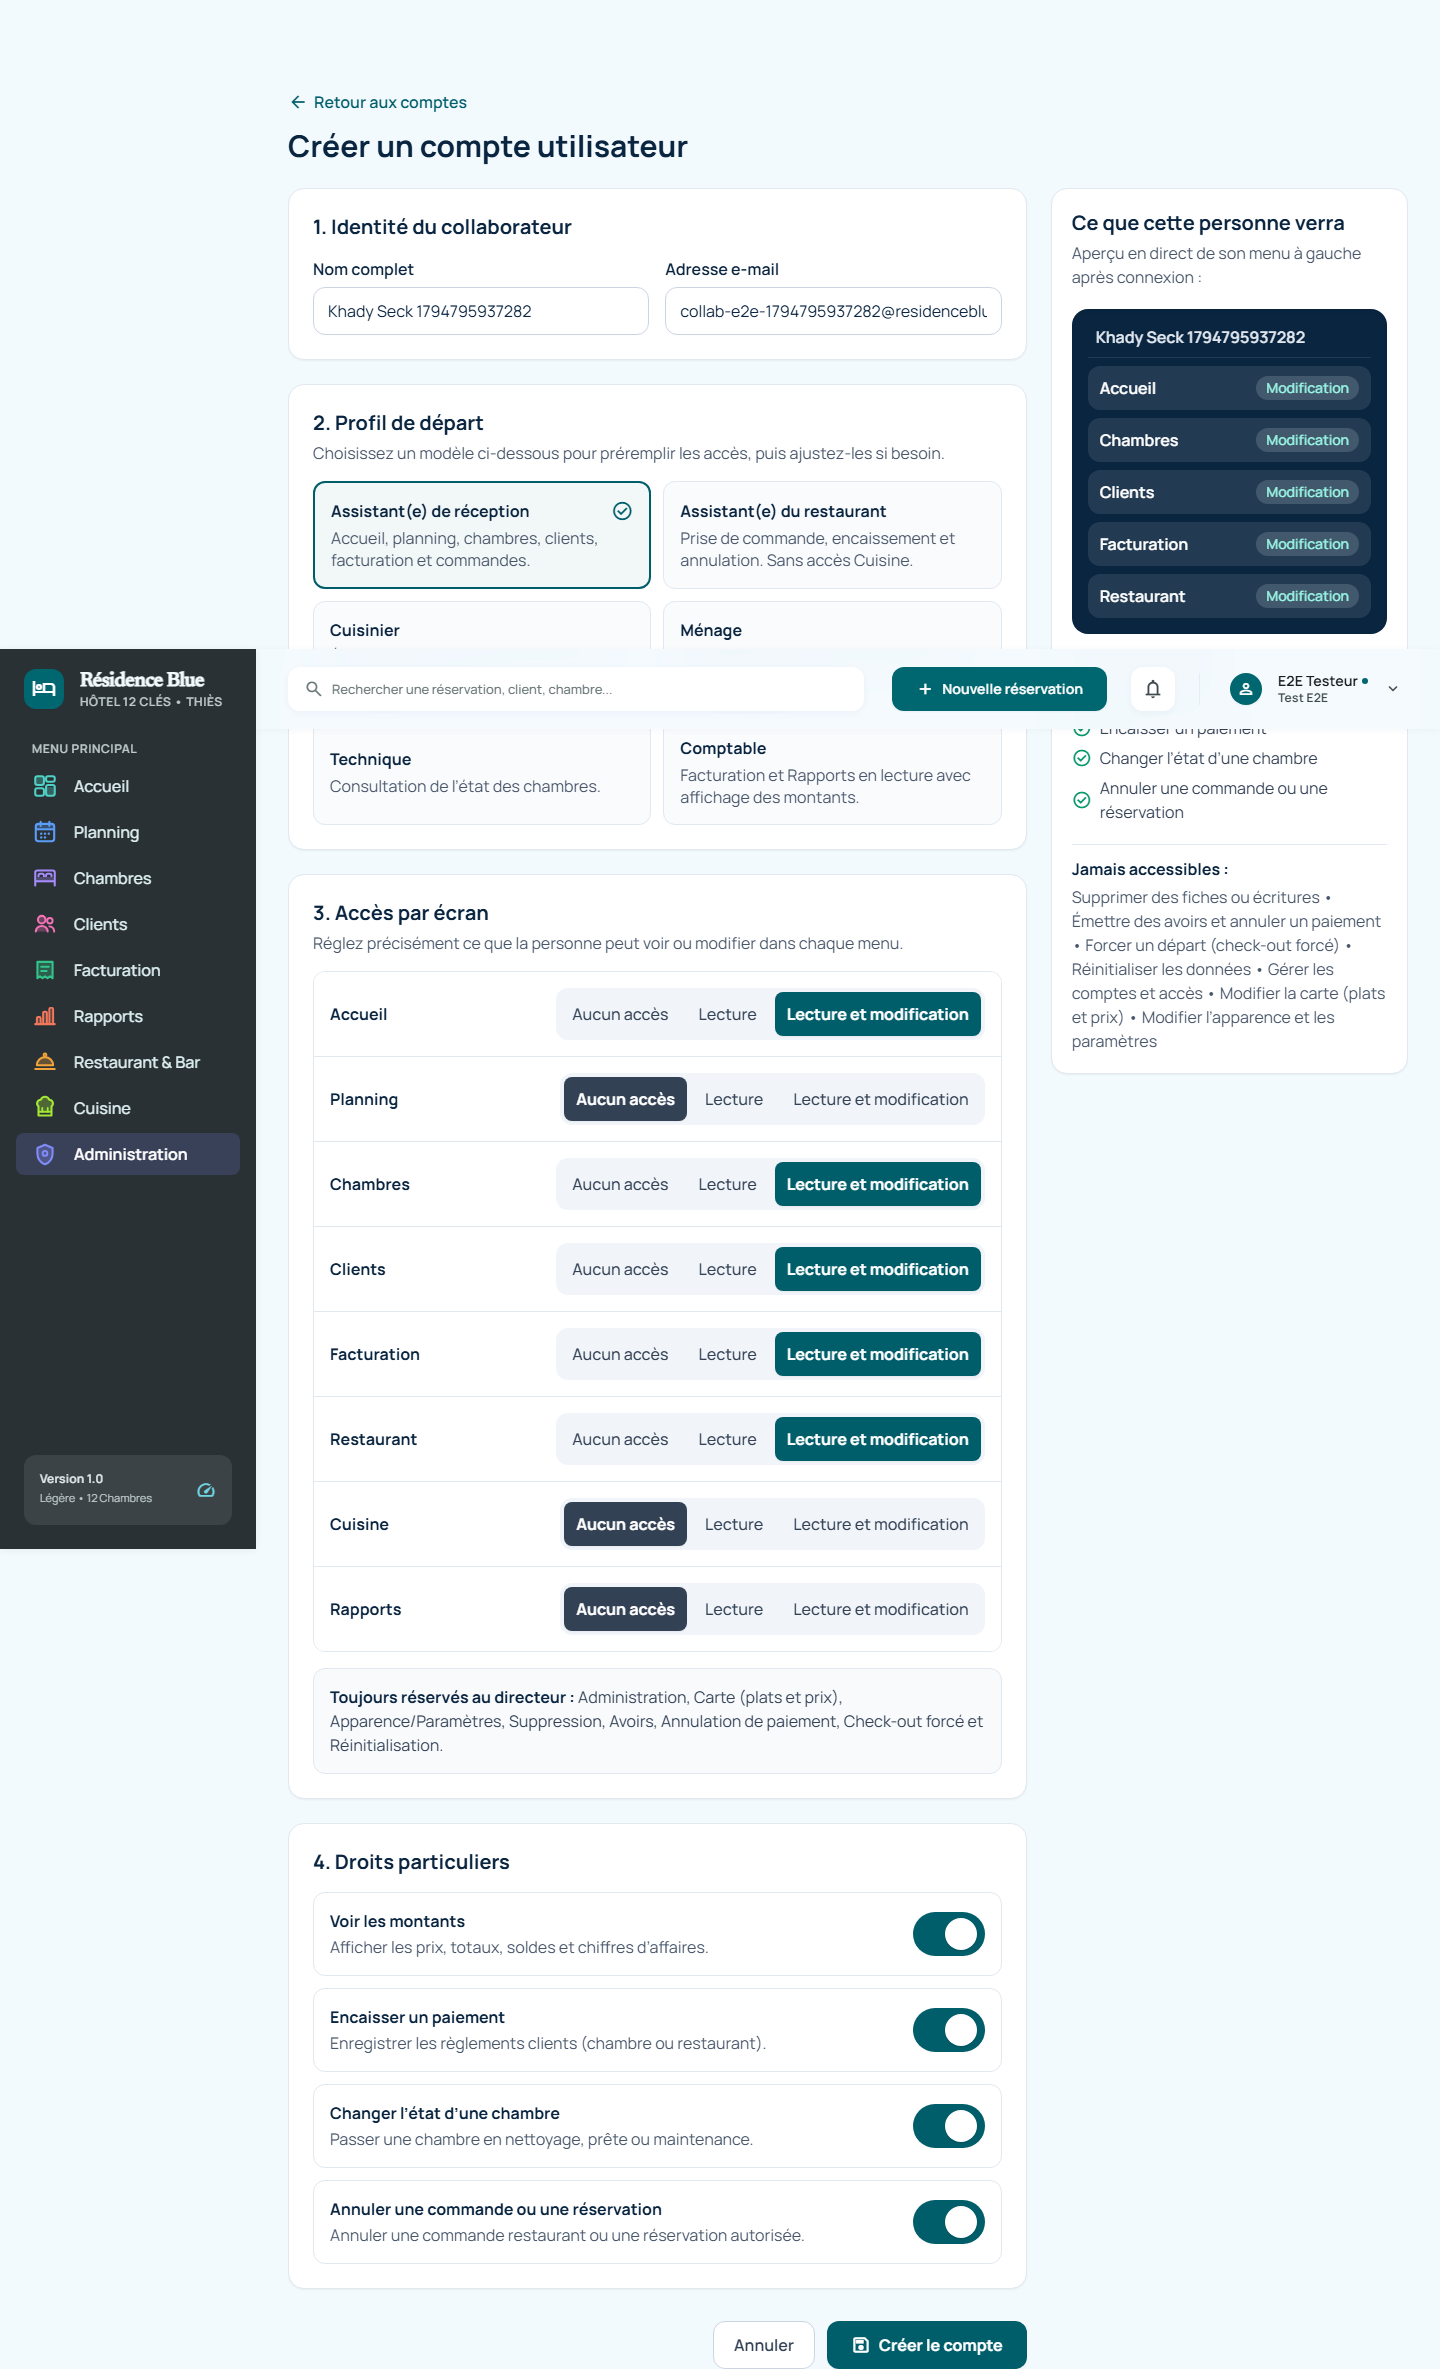 Retour aux comptes
Créer un compte utilisateur
1. Identité du collaborateur
Nom complet
Adresse e-mail
Khady Seck 1794795937282
collab-e2e-1794795937282@residenceblu
2. Profil de départ
Choisissez un modèle ci-dessous pour préremplir les accès, puis ajustez-les si besoin.
Assistant(e) de réception
Accueil, planning, chambres, clients,
facturation et commandes.
Assistant(e) du restaurant
Prise de commande, encaissement et
annulation. Sans accès Cuisine.
Cuisinier
Ménage
Technique
Consultation de l'état des chambres.
Comptable
Facturation et Rapports en lecture avec
affichage des montants.
Ce que cette personne verra
Aperçu en direct de son menu à gauche
après connexion :
Khady Seck 1794795937282
Accueil Modification
Chambres Modification
Clients Modification
Facturation Modification
Restaurant Modification
Encaisser un paiement
Changer l'état d'une chambre
Annuler une commande ou une
réservation
Jamais accessibles :
Supprimer des fiches ou écritures •
Émettre des avoirs et annuler un paiement
• Forcer un départ (check-out forcé) •
Réinitialiser les données • Gérer les
comptes et accès • Modifier la carte (plats
et prix) • Modifier l'apparence et les
paramètres
Résidence Blue
HÔTEL 12 CLÉS • THIÈS
Rechercher une réservation, client, chambre...
Nouvelle réservation
E2E Testeur
Test E2E
MENU PRINCIPAL
Accueil
Planning
Chambres
Clients
Facturation
Rapports
Restaurant & Bar
Cuisine
Administration
Version 1.0
Légère • 12 Chambres
3. Accès par écran
Réglez précisément ce que la personne peut voir ou modifier dans chaque menu.
Accueil Aucun accès Lecture Lecture et modification
Planning Aucun accès Lecture Lecture et modification
Chambres Aucun accès Lecture Lecture et modification
Clients Aucun accès Lecture Lecture et modification
Facturation Aucun accès Lecture Lecture et modification
Restaurant Aucun accès Lecture Lecture et modification
Cuisine Aucun accès Lecture Lecture et modification
Rapports Aucun accès Lecture Lecture et modification
Toujours réservés au directeur : Administration, Carte (plats et prix),
Apparence/Paramètres, Suppression, Avoirs, Annulation de paiement, Check-out forcé et
Réinitialisation.
4. Droits particuliers
Voir les montants
Afficher les prix, totaux, soldes et chiffres d'affaires.
Encaisser un paiement
Enregistrer les règlements clients (chambre ou restaurant).
Changer l'état d'une chambre
Passer une chambre en nettoyage, prête ou maintenance.
Annuler une commande ou une réservation
Annuler une commande restaurant ou une réservation autorisée.
Annuler
Créer le compte